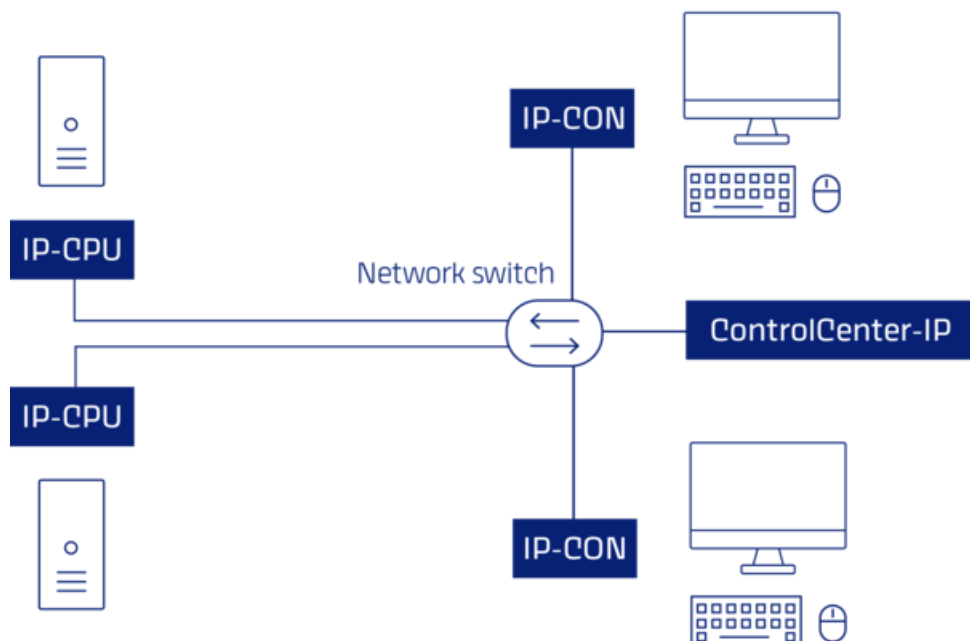 IP-CON
IP-CPU
Network switch
ControlCenter-IP
IP-CPU
IP-CON